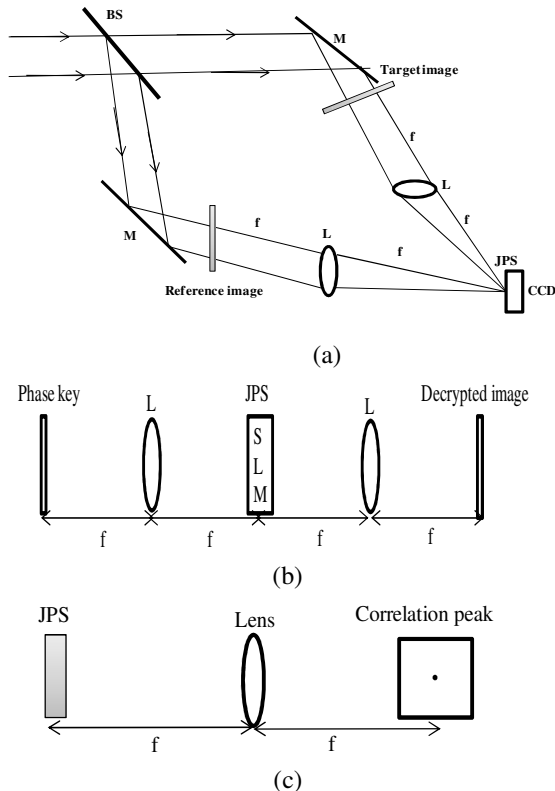 BS
M
Target image
f
L
f
M
f
L
f
JPS
CCD
Reference image
(a)
Phase key
L
JPS
L
Decrypted image
S
L
M
f
f
f
f
(b)
JPS
Lens
Correlation peak
f
f
(c)